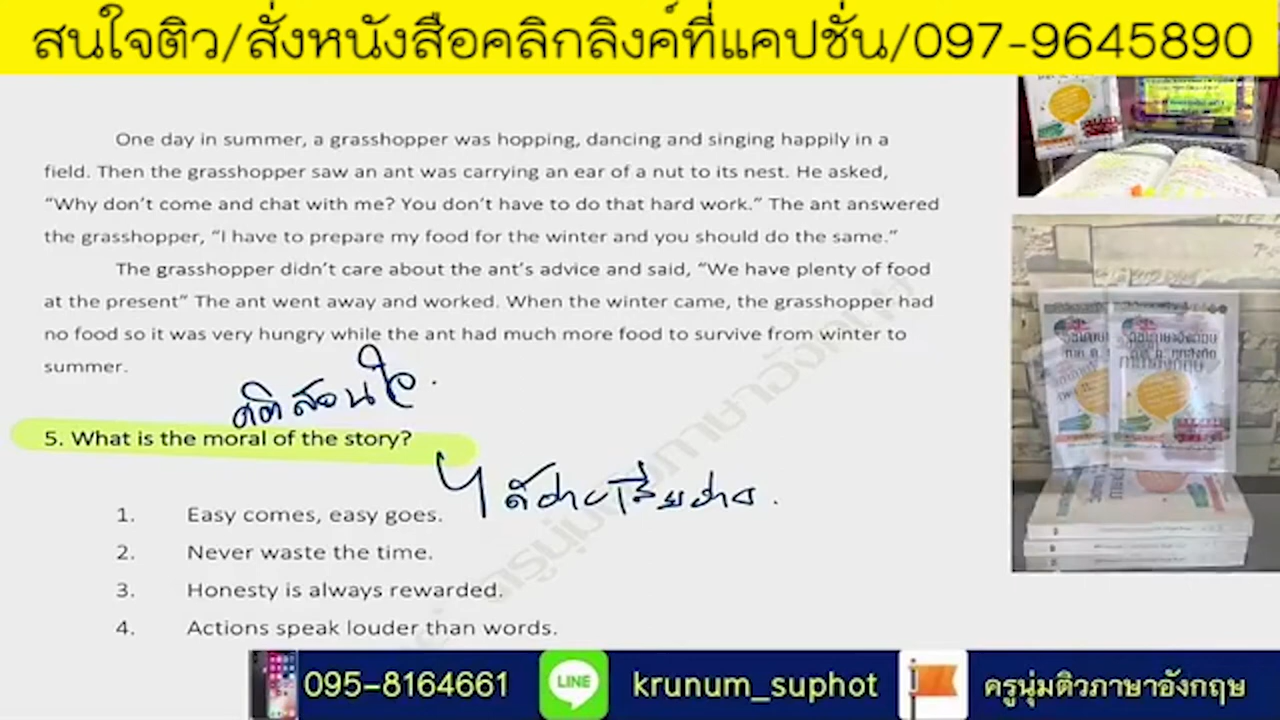 สนใจติว/สั่งหนังสือคลิกลิงค์ที่แคปชั่น/097-9645890
One day in summer, a grasshopper was hopping, dancing and singing happily in a
field. Then the grasshopper saw an ant was carrying an ear of a nut to its nest. He asked,
“Why don’t come and chat with me? You don’t have to do that hard work.” The ant answered
the grasshopper, “I have to prepare my food for the winter and you should do the same.”
The grasshopper didn’t care about the ant’s advice and said, “We have plenty of food
at the present” The ant went away and worked. When the winter came, the grasshopper had
no food so it was very hungry while the ant had much more food to survive from winter to
summer.
คติสอนใจ.
5. What is the moral of the story?
1. Easy comes, easy goes.
2. Never waste the time.
3. Honesty is always rewarded.
4. Actions speak louder than words.
ครูนุ่มติวภาษาอังกฤษ
095-8164661
LINE
krunum_suphot
ครูนุ่มติวภาษาอังกฤษ